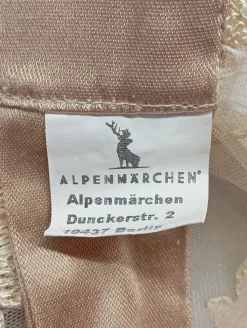 ALPENMÄRCHEN®
Alpenmärchen
Dunckerstr. 2
10437 Berlin